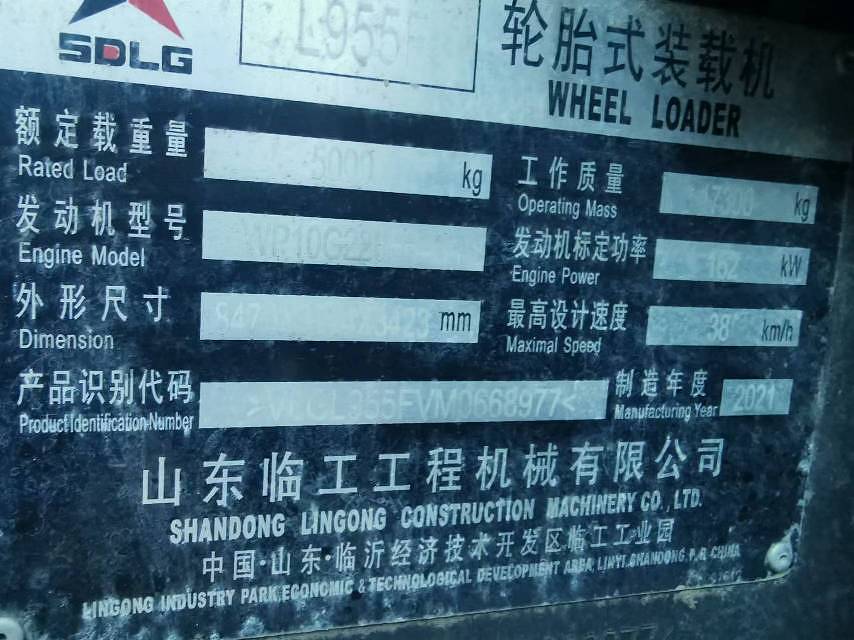 SDLG
L955F
轮胎式装载机
WHEEL LOADER
额定载重量
Rated Load
5000
kg
工作质量
Operating Mass
kg
发动机型号
Engine Model
发动机标定功率
Engine Power
162
kW
外形尺寸
Dimension
mm
最高设计速度
Maximal Speed
38
km/h
产品识别代码
Product Identification Number
制造年度
Manufacturing Year
2021
山东临工工程机械有限公司
SHANDONG LINGONG CONSTRUCTION MACHINERY CO., LTD.
中国·山东·临沂经济技术开发区临工工业园
LINGONG INDUSTRY PARK, ECONOMIC & TECHNOLOGICAL DEVELOPMENT AREA, LINYI, SHANDONG, P. R. CHINA